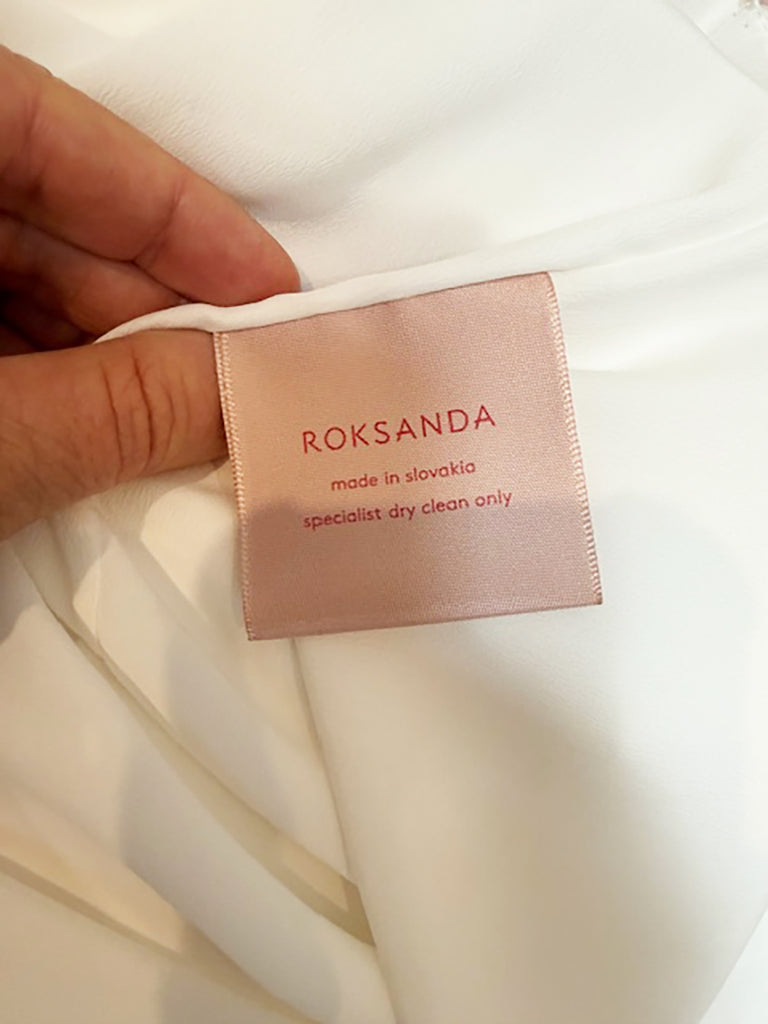 ROKSANDA
made in slovakia
specialist dry clean only